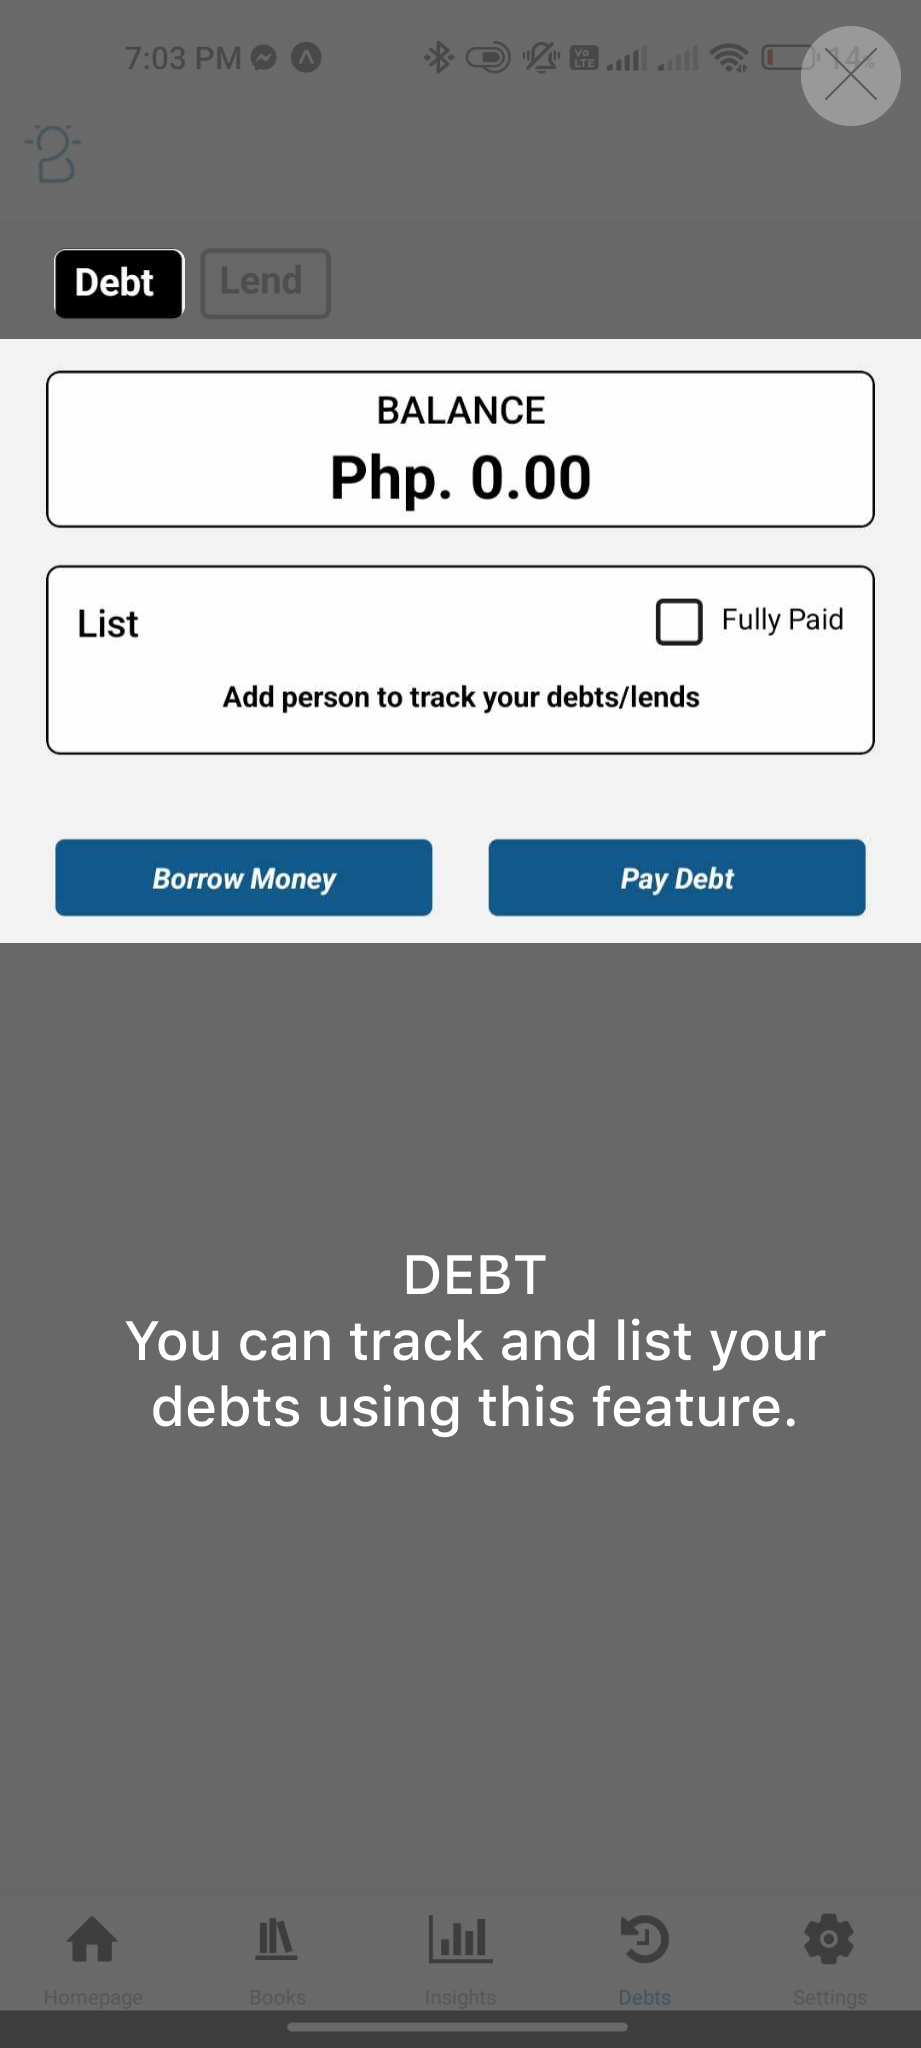 7:03 PM
Vo LTE
14%
Debt
Lend
BALANCE
Php. 0.00
List
Fully Paid
Add person to track your debts/lends
Borrow Money
Pay Debt
DEBT
You can track and list your
debts using this feature.
Homepage
Books
Insights
Debts
Settings